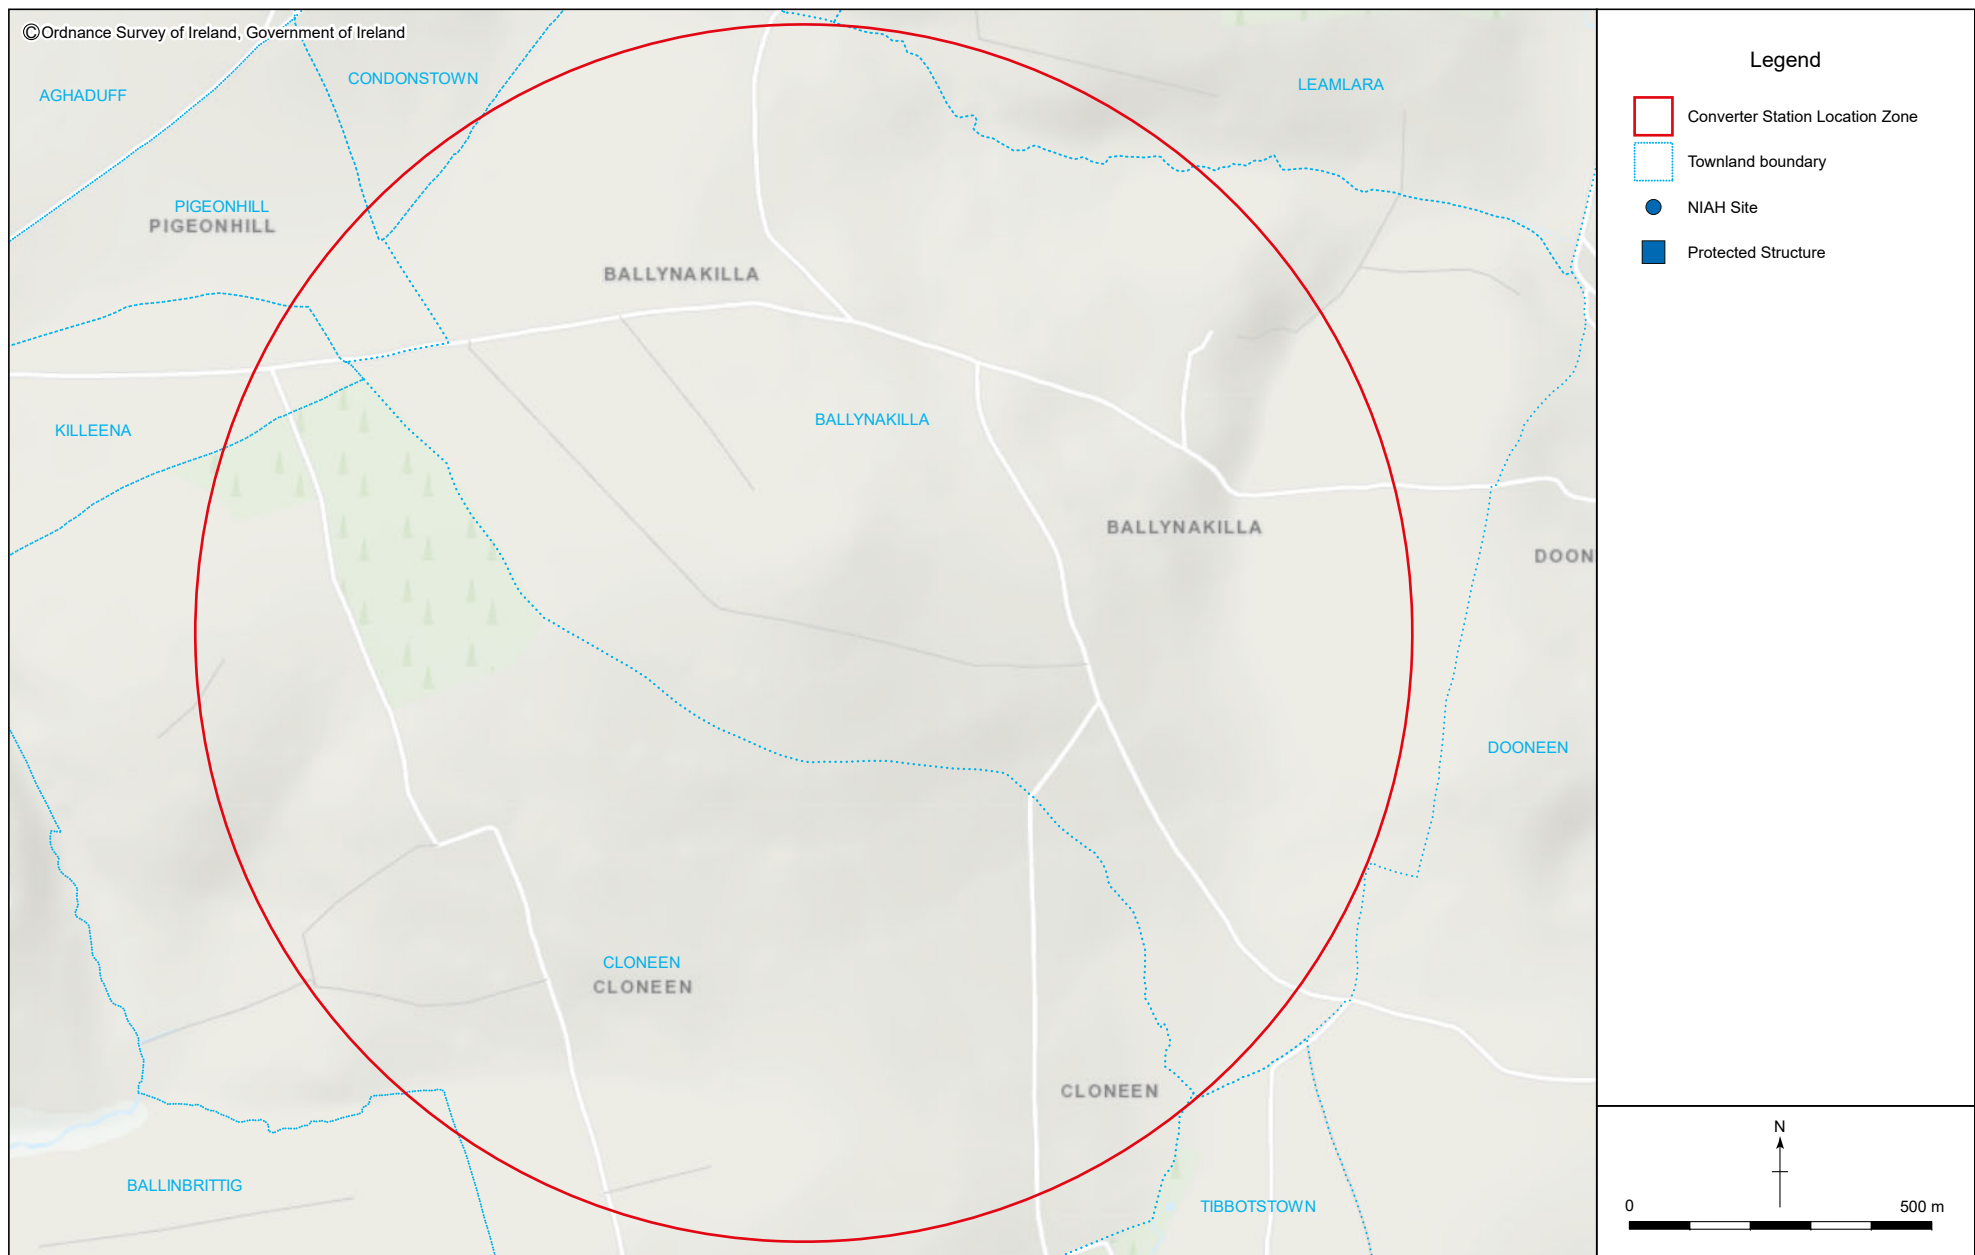 ©Ordnance Survey of Ireland, Government of Ireland
CONDONSTOWN
AGHADUFF
LEAMLARA
PIGEONHILL
PIGEONHILL
BALLYNAKILLA
KILLEENA
BALLYNAKILLA
BALLYNAKILLA
DOON
DOONEEN
CLONEEN
CLONEEN
CLONEEN
BALLINBRITTIG
TIBBOTSTOWN
Legend
Converter Station Location Zone
Townland boundary
NIAH Site
Protected Structure
N
0 500 m